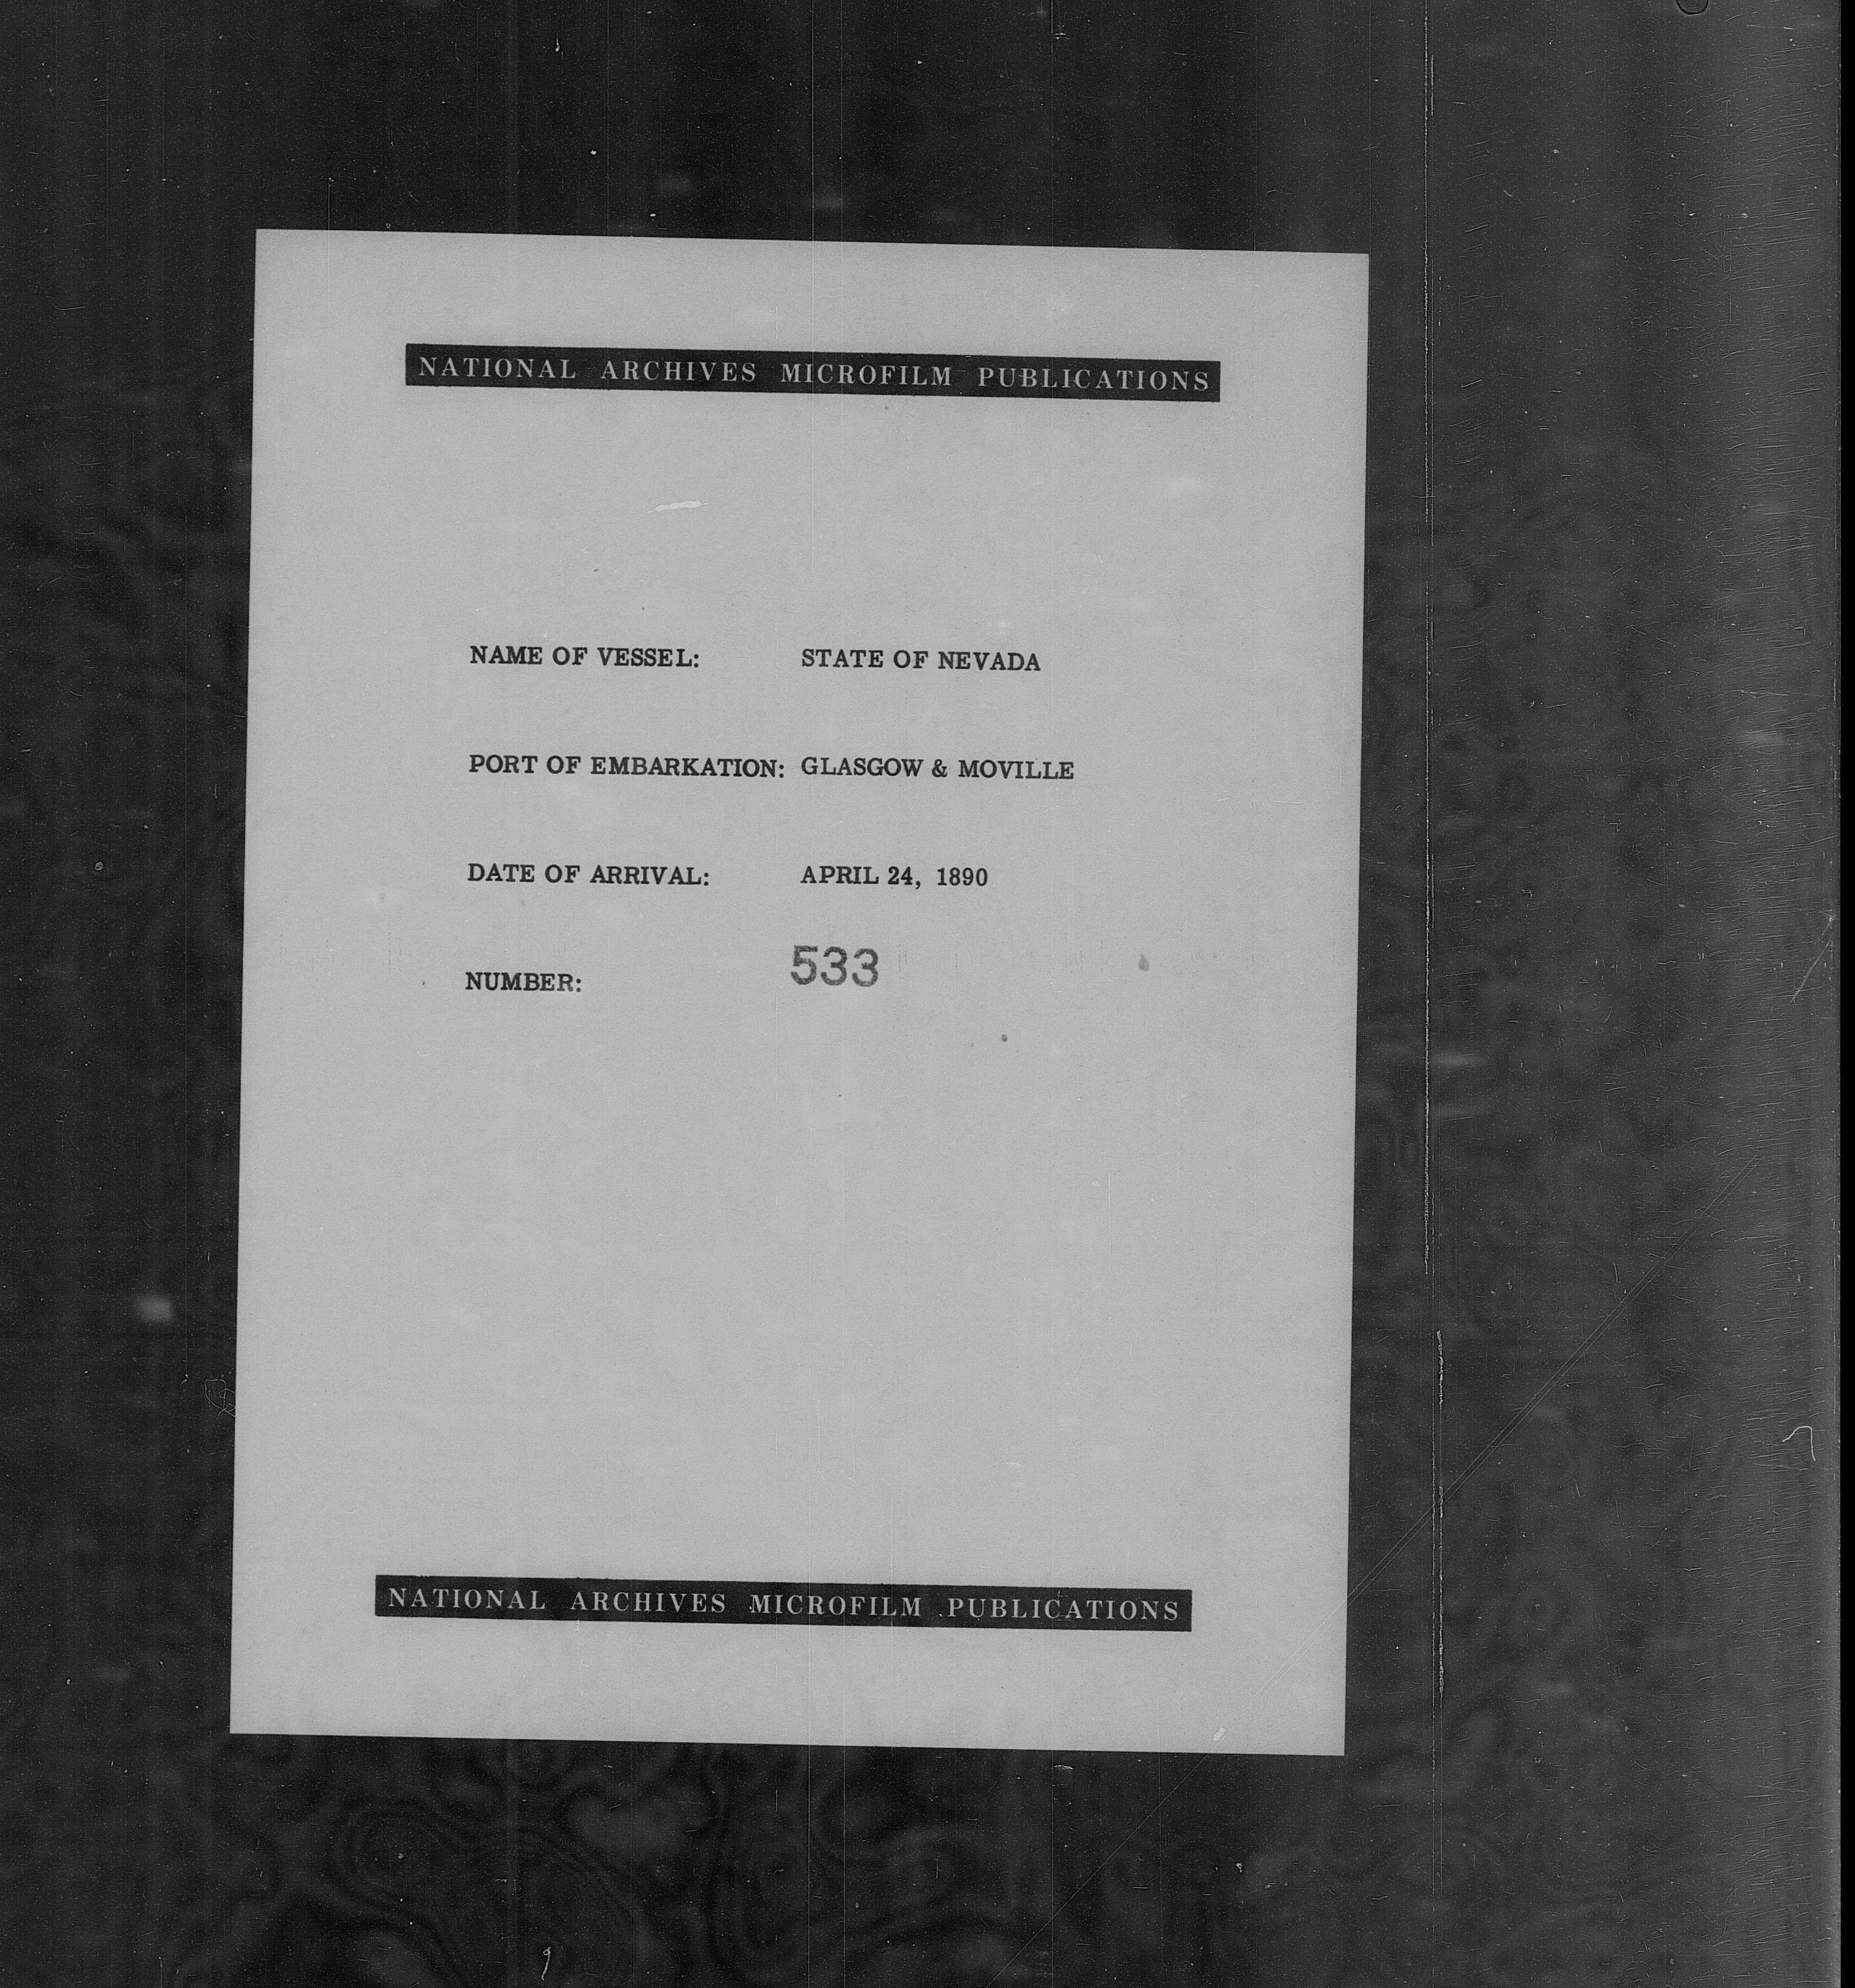 NATIONAL ARCHIVES MICROFILM PUBLICATIONS
NAME OF VESSEL: STATE OF NEVADA
PORT OF EMBARKATION: GLASGOW & MOVILLE
DATE OF ARRIVAL: APRIL 24, 1890
NUMBER: 533
NATIONAL ARCHIVES MICROFILM PUBLICATIONS